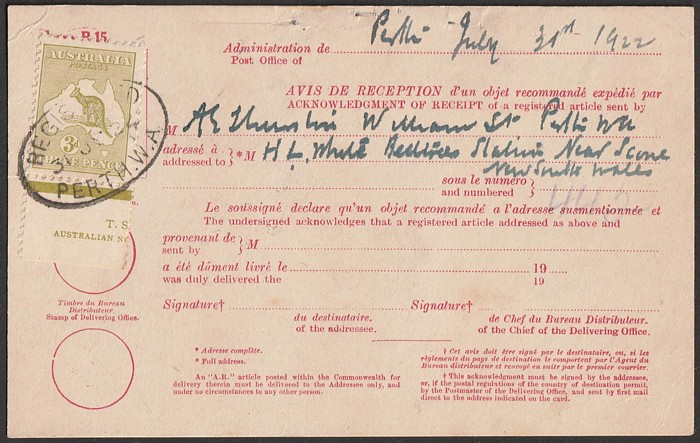 R.15
Administration de Perth July 31st 1922
Post Office of
AVIS DE RECEPTION d'un objet recommandé expédié par
ACKNOWLEDGMENT OF RECEIPT of a registered article sent by
M A E William St Perth WA
adressé à
addressed to } * M H L White Station Near Scone
New South Wales
sous le numéro
and numbered }
Le soussigné declare qu'un objet recommandé a l'adresse susmentionnée et
The undersigned acknowledges that a registered article addressed as above and
provenant de
sent by } M
a été dûment livré le 19
was duly delivered the 19
Signature† Signature†
du destinataire. de Chef du Bureau Distributeur.
of the addressee. of the Chief of the Delivering Office.
Timbre du Bureau
Distributeur.
Stamp of Delivering Office.
* Adresse complète.
* Full address.
An "A.R." article posted within the Commonwealth for
delivery therein must be delivered to the Addressee only, and
under no circumstances to any other person.
† Cet avis doit être signé par le destinataire, ou, si les
règlements du pays de destination le comportent par l'Agent du
Bureau distributeur et renvoyé en suite par le premier courrier.
† This acknowledgment must be signed by the addressee,
or, if the postal regulations of the country of destination permit,
by the Postmaster of the Delivering Office, and sent by first mail
direct to the address indicated on the card.
AUSTRALIA
POSTAGE
3d
PENCE
PERTH.W.A.
T. S.
AUSTRALIAN